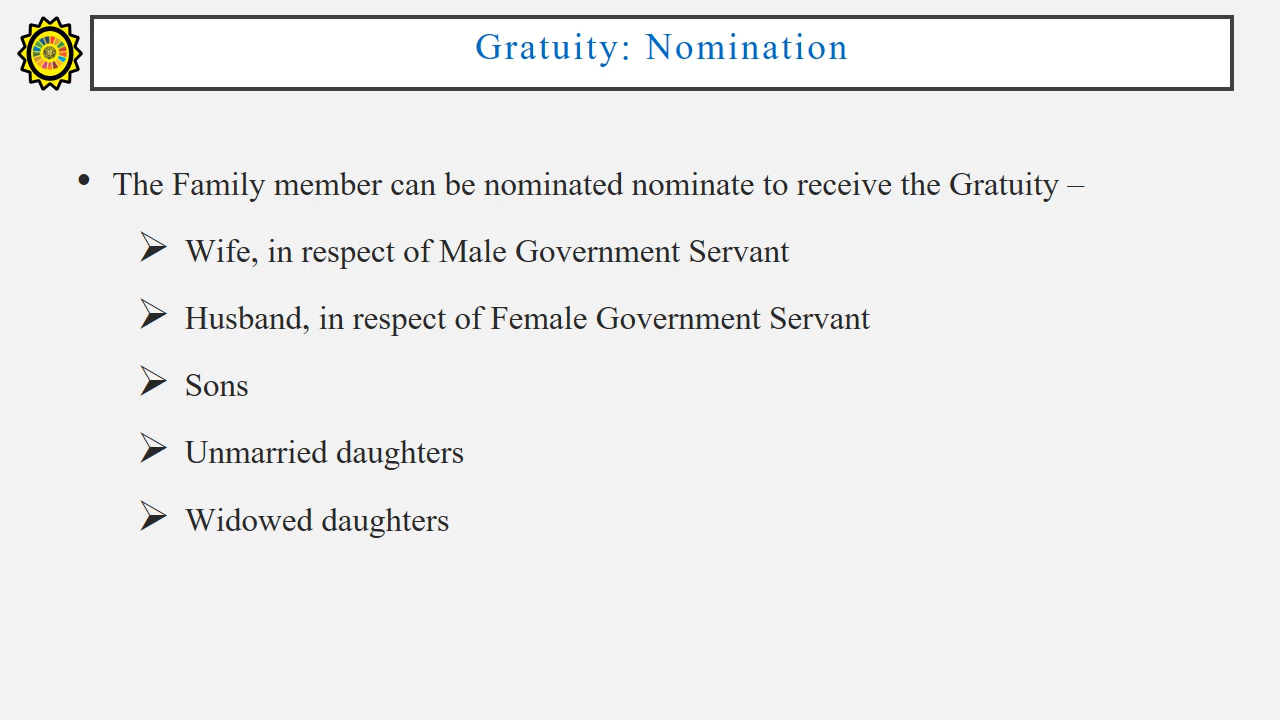 Gratuity: Nomination
• The Family member can be nominated nominate to receive the Gratuity –
➢ Wife, in respect of Male Government Servant
➢ Husband, in respect of Female Government Servant
➢ Sons
➢ Unmarried daughters
➢ Widowed daughters